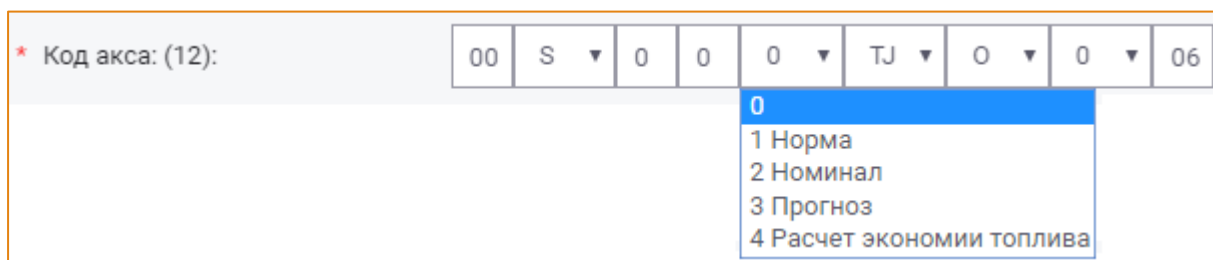 * Код акса: (12): 00 S ▼ 0 0 0 ▼ TJ ▼ O ▼ 0 ▼ 06
0
1 Норма
2 Номинал
3 Прогноз
4 Расчет экономии топлива